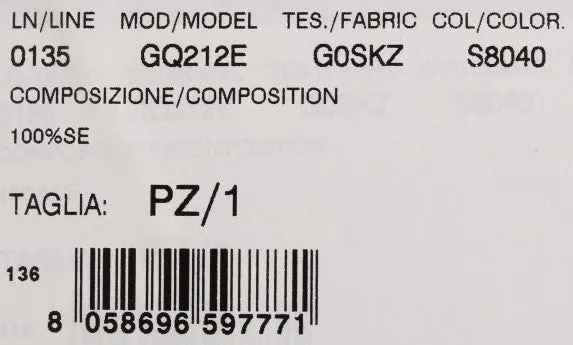 LN/LINE MOD/MODEL TES./FABRIC COL/COLOR.
0135 GQ212E G0SKZ S8040
COMPOSIZIONE/COMPOSITION
100%SE
TAGLIA: PZ/1
136
8 058696 597771